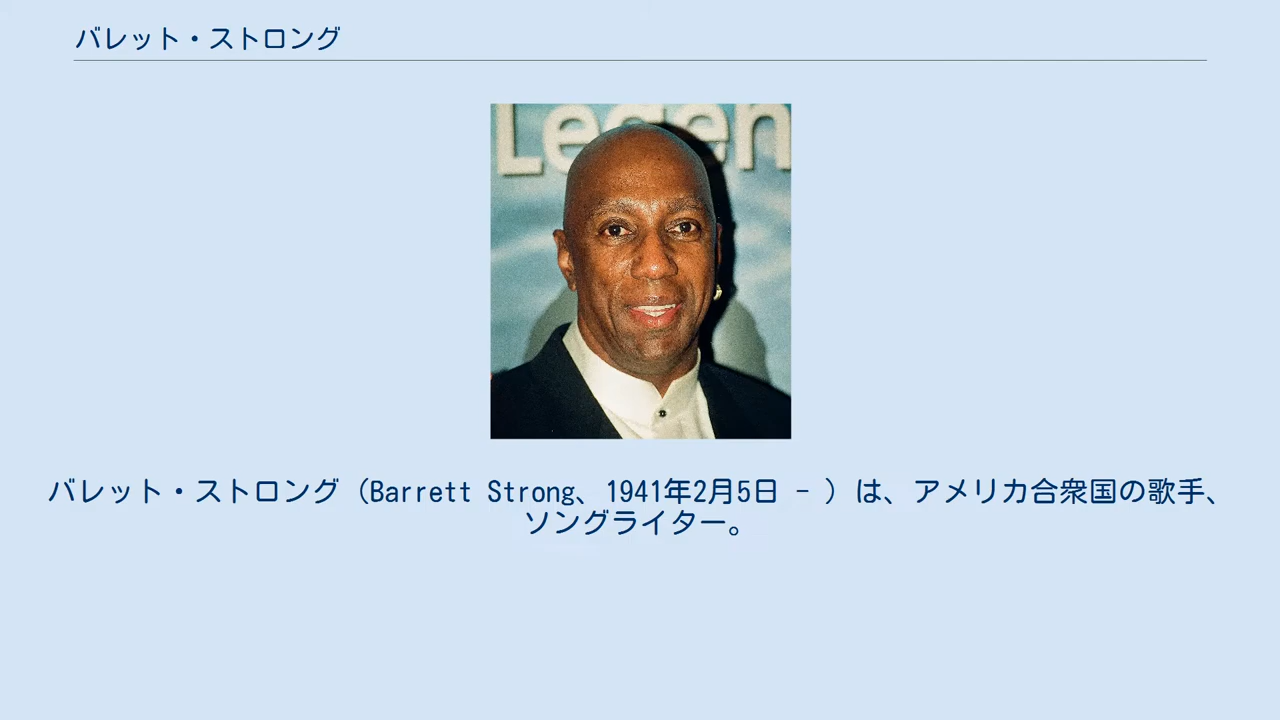 バレット・ストロング
Legen
バレット・ストロング（Barrett Strong、1941年2月5日 - ）は、アメリカ合衆国の歌手、
ソングライター。